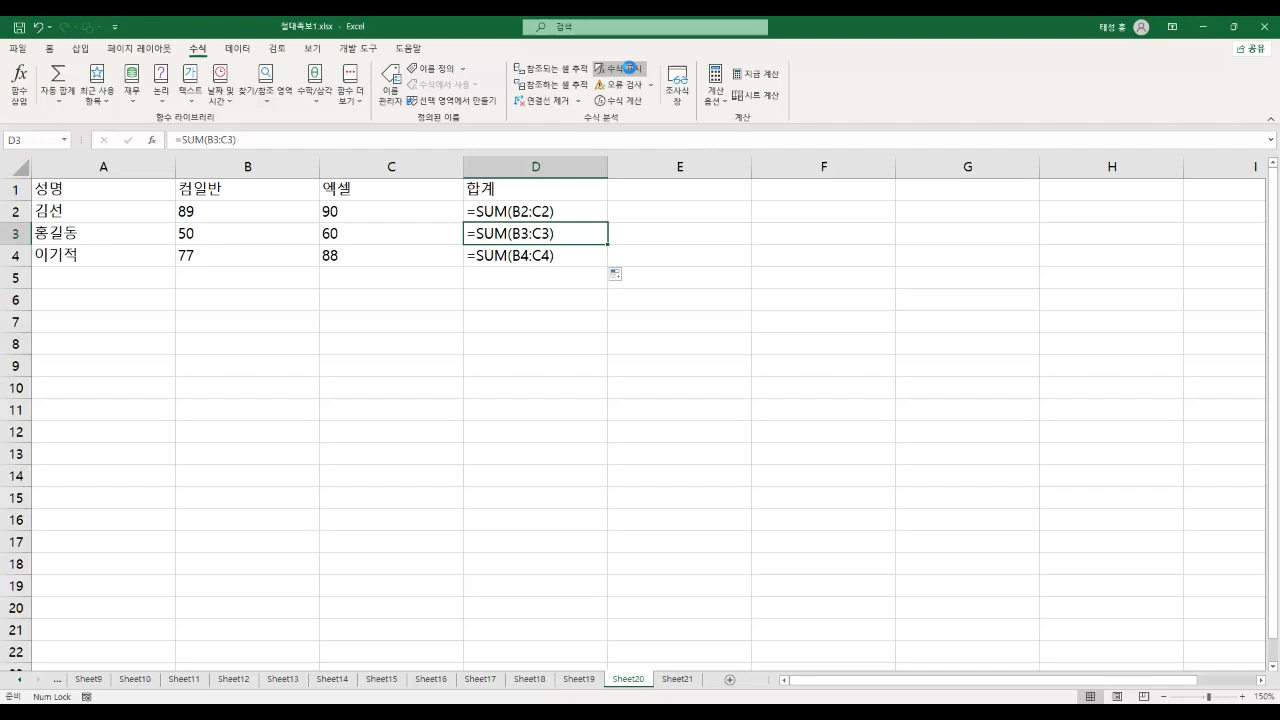 절대족보1.xlsx - Excel
검색
태성 홍
파일 홈 삽입 페이지 레이아웃 수식 데이터 검토 보기 개발 도구 도움말
공유
함수 삽입
자동 합계
최근 사용 항목
재무
논리
텍스트
날짜 및 시간
찾기/참조 영역
수학/삼각
함수 더 보기
함수 라이브러리
이름 관리자
이름 정의
수식에서 사용
선택 영역에서 만들기
정의된 이름
참조되는 셀 추적
참조하는 셀 추적
연결선 제거
수식
오류 검사
수식 계산
수식 분석
조사식 창
계산 옵션
지금 계산
시트 계산
계산
D3 fx =SUM(B3:C3)
A B C D E F G H I
1 성명 컴일반 엑셀 합계
2 김선 89 90 =SUM(B2:C2)
3 홍길동 50 60 =SUM(B3:C3)
4 이기적 77 88 =SUM(B4:C4)
5
6
7
8
9
10
11
12
13
14
15
16
17
18
19
20
21
22
... Sheet9 Sheet10 Sheet11 Sheet12 Sheet13 Sheet14 Sheet15 Sheet16 Sheet17 Sheet18 Sheet19 Sheet20 Sheet21
준비 Num Lock 150%